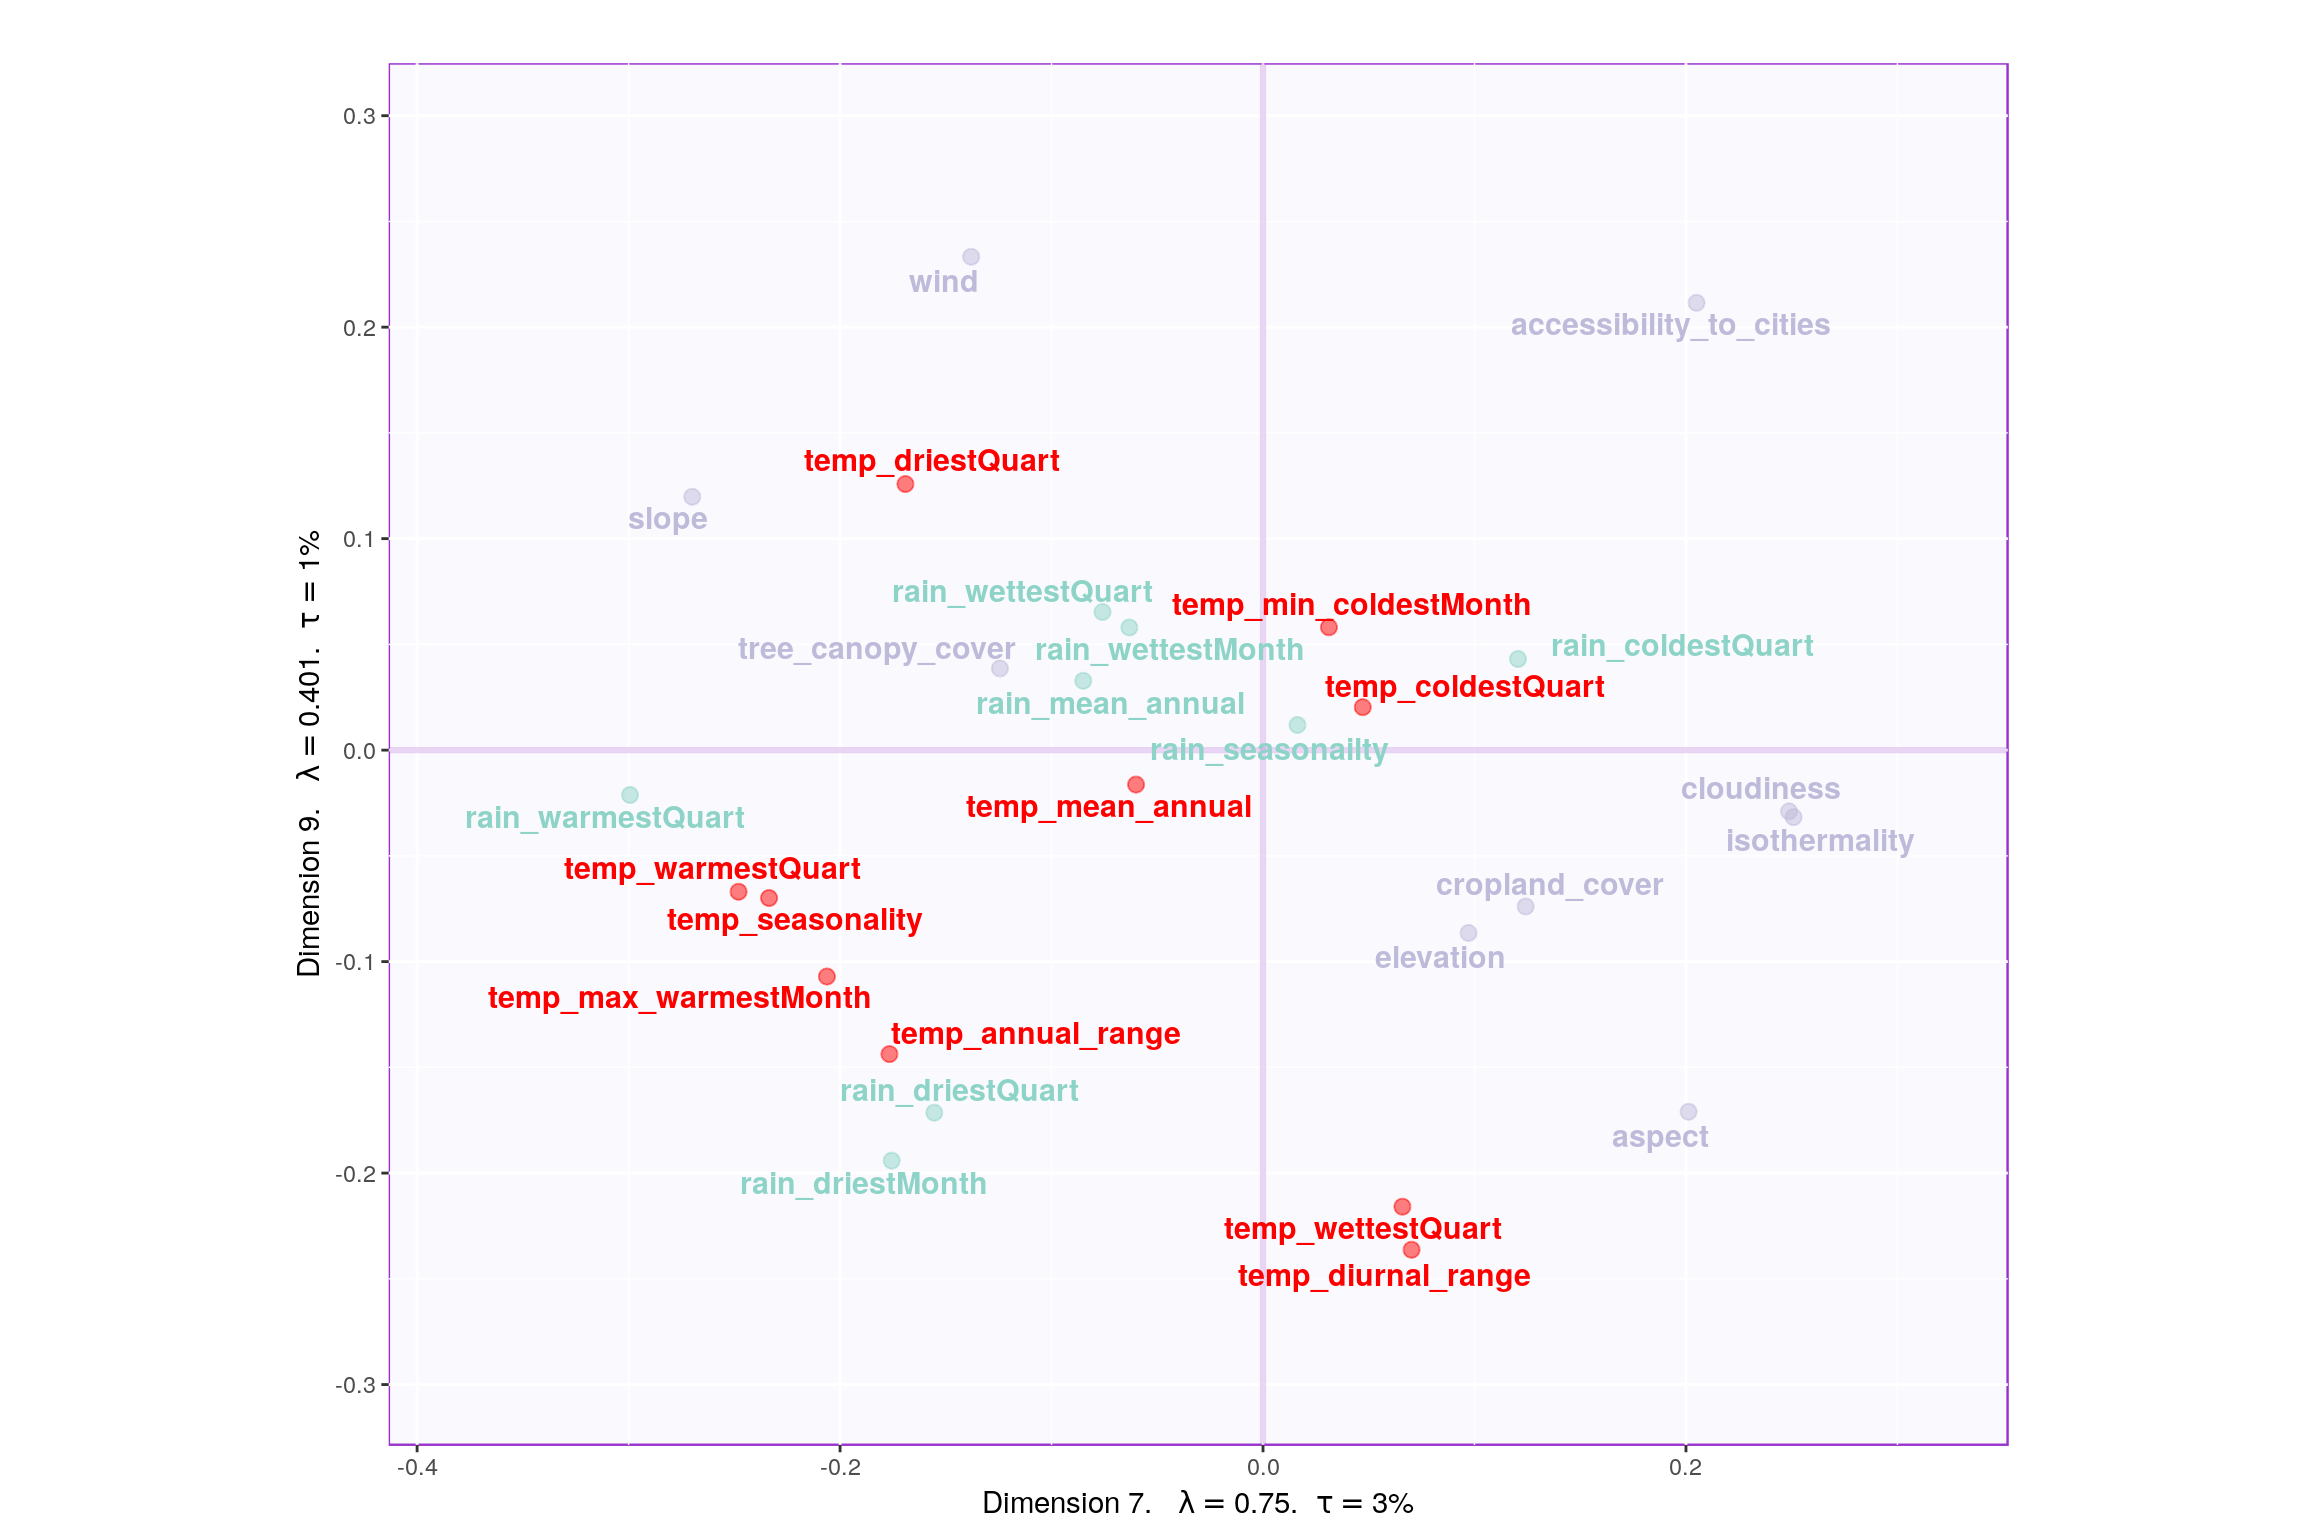 0.3
wind
accessibility_to_cities
0.2
temp_driestQuart
slope
0.1
rain_wettestQuart
temp_min_coldestMonth
tree_canopy_cover
rain_wettestMonth
rain_coldestQuart
temp_coldestQuart
rain_mean_annual
0.0
rain_seasonailty
cloudiness
temp_mean_annual
rain_warmestQuart
isothermality
temp_warmestQuart
cropland_cover
temp_seasonality
elevation
-0.1
temp_max_warmestMonth
temp_annual_range
rain_driestQuart
aspect
-0.2
rain_driestMonth
temp_wettestQuart
temp_diurnal_range
-0.3
-0.4 -0.2 0.0 0.2
Dimension 7. λ = 0.75. τ = 3%
Dimension 9. λ = 0.401. τ = 1%